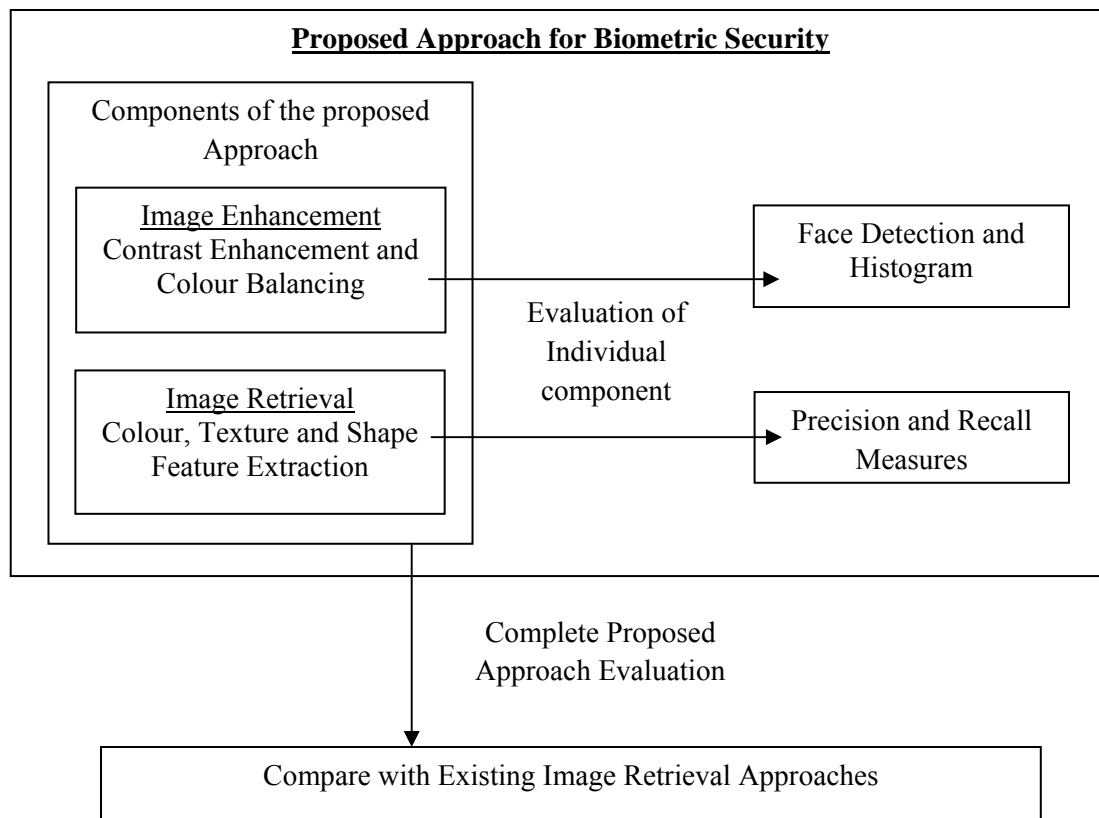 Proposed Approach for Biometric Security
Components of the proposed
Approach
Image Enhancement
Contrast Enhancement and
Colour Balancing
Face Detection and
Histogram
Evaluation of
Individual
component
Image Retrieval
Colour, Texture and Shape
Feature Extraction
Precision and Recall
Measures
Complete Proposed
Approach Evaluation
Compare with Existing Image Retrieval Approaches